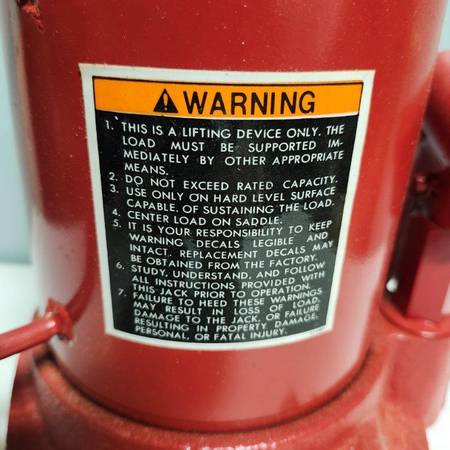 WARNING
1. THIS IS A LIFTING DEVICE ONLY. THE
LOAD MUST BE SUPPORTED IM-
MEDIATELY BY OTHER APPROPRIATE
MEANS.
2. DO NOT EXCEED RATED CAPACITY.
3. USE ONLY ON HARD LEVEL SURFACE
CAPABLE. OF SUSTAINING THE LOAD.
4. CENTER LOAD ON SADDLE.
5. IT IS YOUR RESPONSIBILITY TO KEEP
WARNING DECALS LEGIBLE AND
INTACT. REPLACEMENT DECALS MAY
BE OBTAINED FROM THE FACTORY.
6. STUDY, UNDERSTAND, AND FOLLOW
ALL INSTRUCTIONS PROVIDED WITH
THIS JACK PRIOR TO OPERATION.
7. FAILURE TO HEED THESE WARNINGS
MAY RESULT IN LOSS OF LOAD,
DAMAGE TO THE JACK, OR FAILURE
RESULTING IN PROPERTY DAMAGE,
PERSONAL, OR FATAL INJURY.